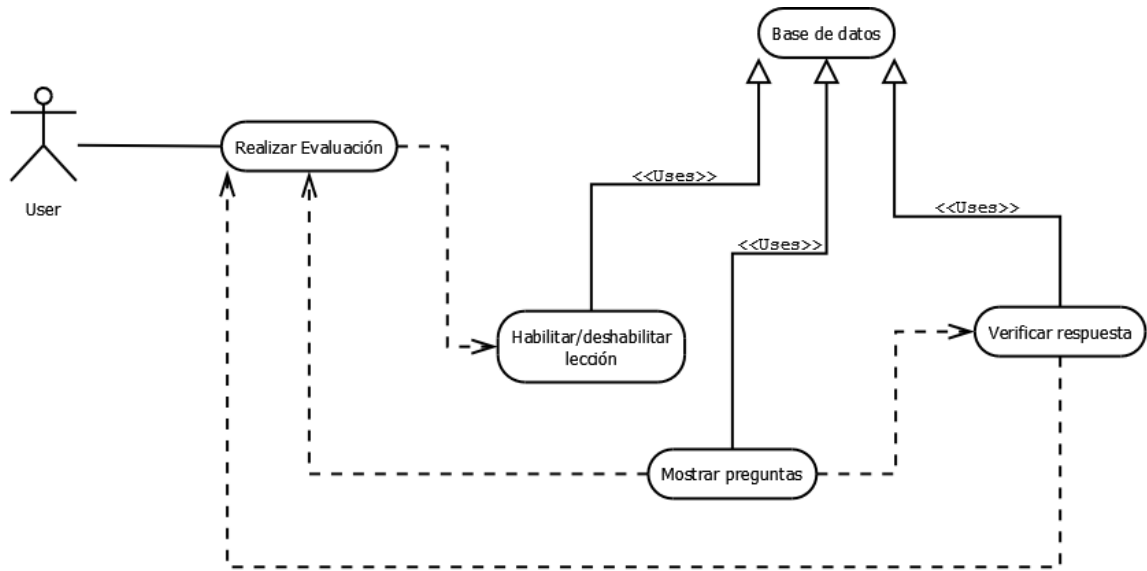 Base de datos
Realizar Evaluación
<<Uses>>
<<Uses>>
User
<<Uses>>
Habilitar/deshabilitar
lección
Verificar respuesta
Mostrar preguntas